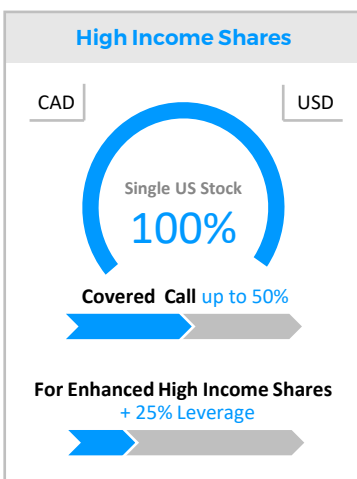 High Income Shares
CAD USD
Single US Stock
100%
Covered Call up to 50%
For Enhanced High Income Shares
+ 25% Leverage